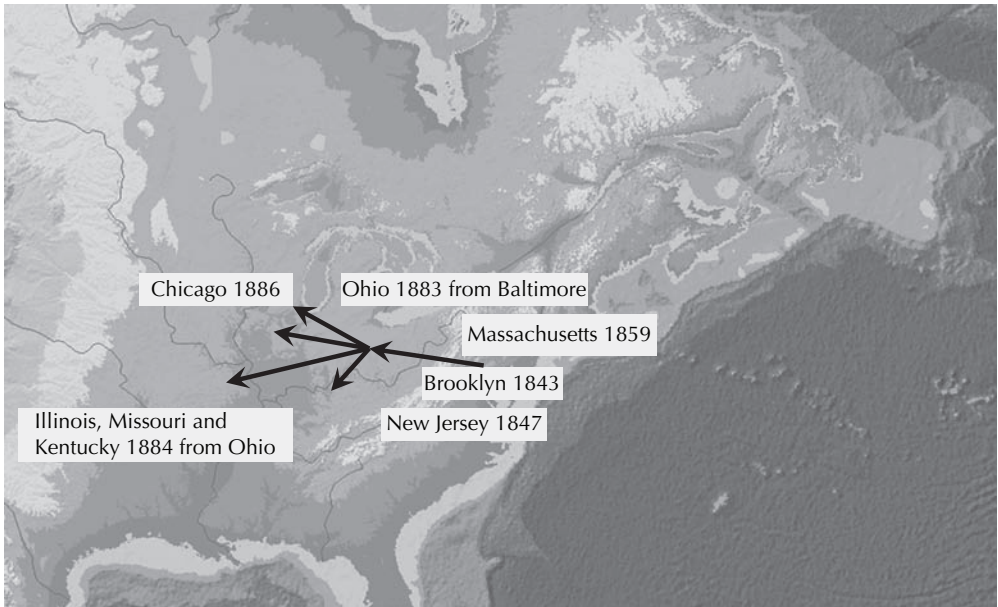 Chicago 1886
Ohio 1883 from Baltimore
Massachusetts 1859
Brooklyn 1843
New Jersey 1847
Illinois, Missouri and
Kentucky 1884 from Ohio